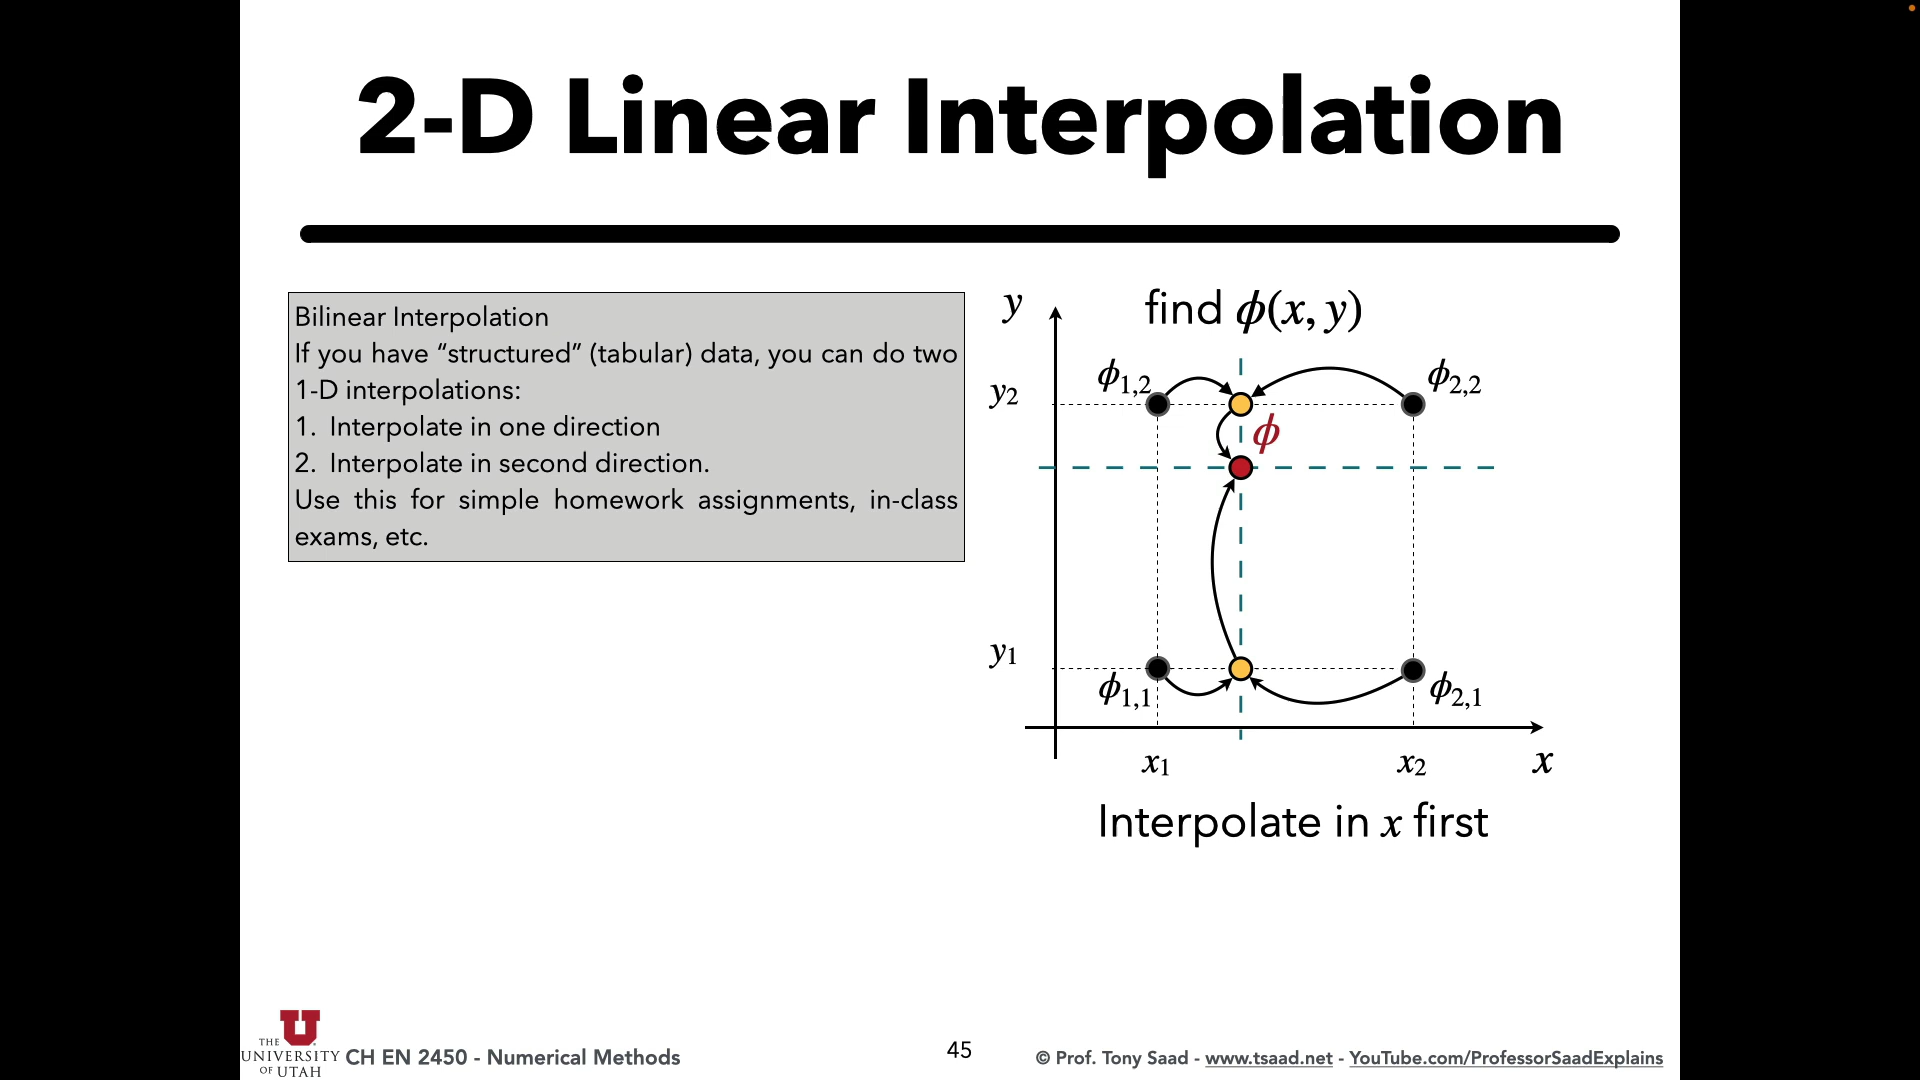 2-D Linear Interpolation
Bilinear Interpolation
If you have “structured” (tabular) data, you can do two
1-D interpolations:
1. Interpolate in one direction
2. Interpolate in second direction.
Use this for simple homework assignments, in-class
exams, etc.
y
find ϕ(x, y)
ϕ1,2
ϕ2,2
y2
ϕ
y1
ϕ1,1
ϕ2,1
x1
x2
x
Interpolate in x first
THE
UNIVERSITY
OF UTAH
CH EN 2450 - Numerical Methods
45
© Prof. Tony Saad - www.tsaad.net - YouTube.com/ProfessorSaadExplains